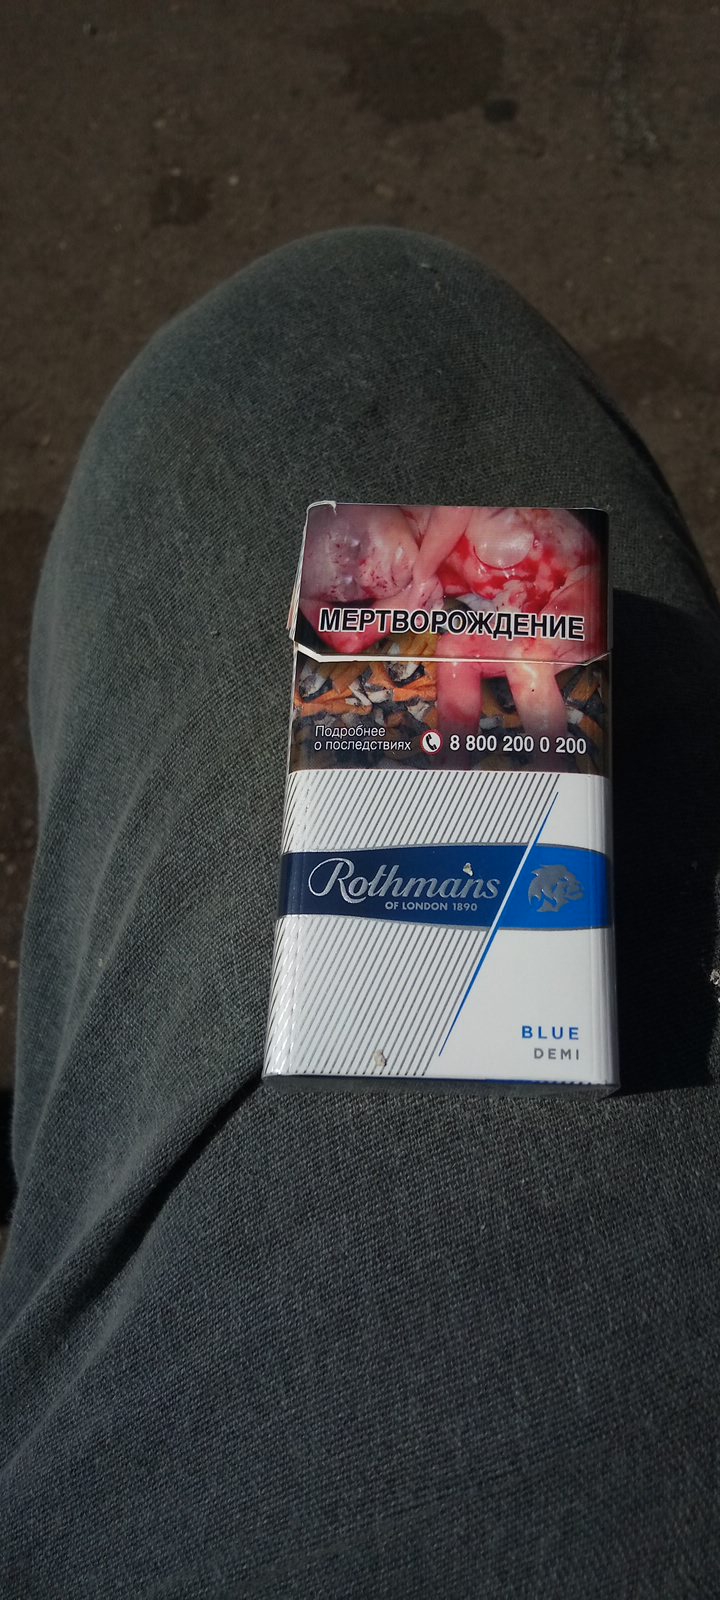 МЕРТВОРОЖДЕНИЕ
Подробнее
о последствиях 8 800 200 0 200
Rothmans
OF LONDON 1890
BLUE
DEMI